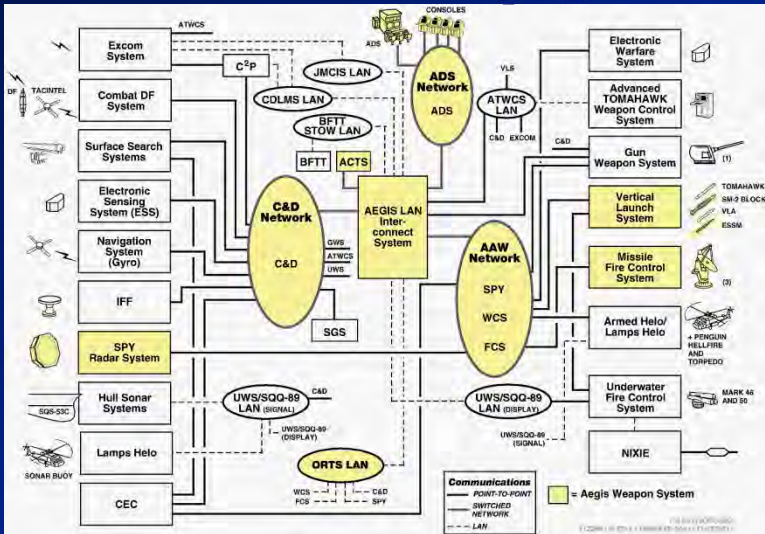 ATWCS
Excom
System
C²P
DF
TACINTEL
Combat DF
System
Surface Search
Systems
Electronic
Sensing
System (ESS)
Navigation
System
(Gyro)
IFF
SPY
Radar System
SQS-53C
Hull Sonar
Systems
Lamps Helo
SONAR BUOY
CEC
JMCIS LAN
CDLMS LAN
BFTT
STOW LAN
BFTT
ACTS
C&D
Network
C&D
GWS
ATWCS
UWS
SGS
UWS/SQQ-89
LAN (SIGNAL)
C&D
UWS/SQQ-89
(DISPLAY)
ORTS LAN
WCS
FCS
C&D
SPY
CONSOLES
ADS
ADS
Network
ADS
AEGIS LAN
Inter-
connect
System
VLS
ATWCS
LAN
C&D
EXCOM
AAW
Network
SPY
WCS
FCS
UWS/SQQ-89
LAN (DISPLAY)
UWS/SQQ-89
(SIGNAL)
Electronic
Warfare
System
Advanced
TOMAHAWK
Weapon Control
System
C&D
Gun
Weapon System
(1)
Vertical
Launch
System
TOMAHAWK
SM-2 BLOCK
VLA
ESSM
Missile
Fire Control
System
(3)
Armed Helo/
Lamps Helo
+ PENGUIN
HELLFIRE
AND
TORPEDO
Underwater
Fire Control
System
MARK 46
AND 50
NIXIE
Communications
POINT-TO-POINT
SWITCHED
NETWORK
LAN
= Aegis Weapon System